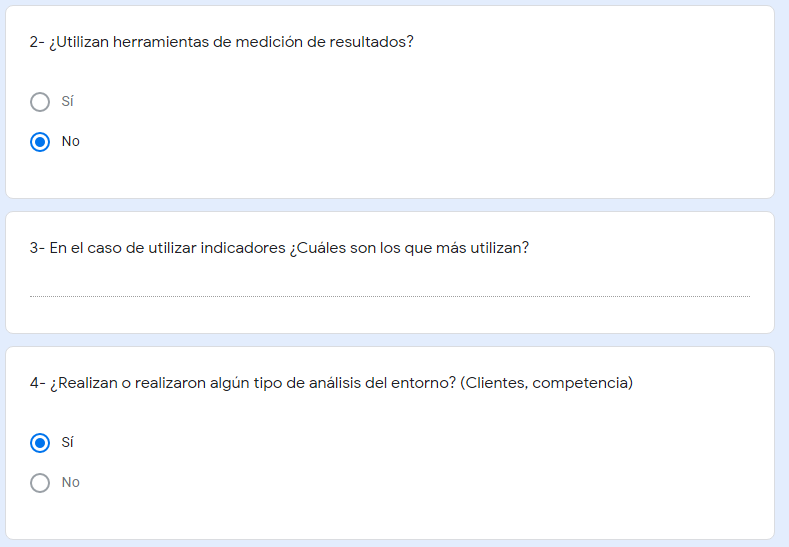 2- ¿Utilizan herramientas de medición de resultados?
Sí
No
3- En el caso de utilizar indicadores ¿Cuáles son los que más utilizan?
4- ¿Realizan o realizaron algún tipo de análisis del entorno? (Clientes, competencia)
Sí
No